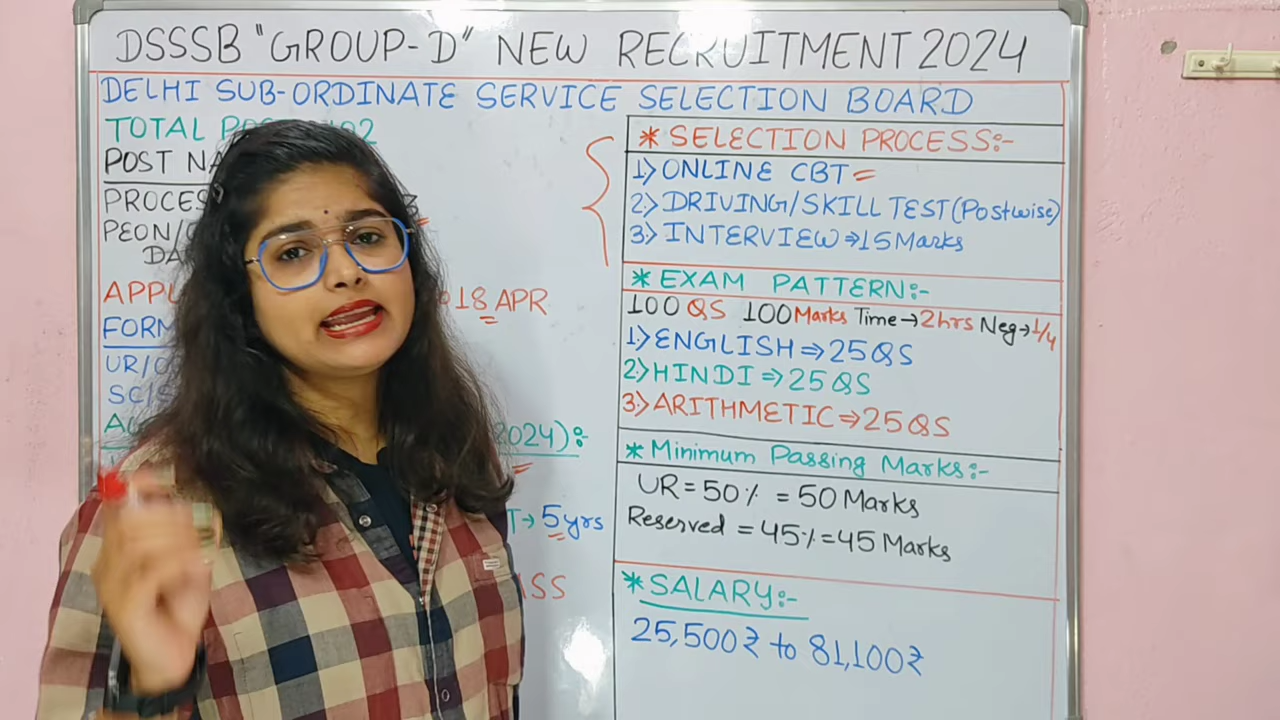 DSSSB "GROUP-D" NEW RECRUITMENT 2024
DELHI SUB-ORDINATE SERVICE SELECTION BOARD
TOTAL 02
POST
PEON/
18 APR
FORM
UR/
2024):-
5yrs
* SELECTION PROCESS:-
1> ONLINE CBT
2> DRIVING/SKILL TEST (Postwise)
3> INTERVIEW ⇒ 15 Marks
* EXAM PATTERN:-
100 QS 100 Marks Time → 2hrs Neg → 1/4
1> ENGLISH ⇒ 25 QS
2> HINDI ⇒ 25 QS
3> ARITHMETIC ⇒ 25 QS
* Minimum Passing Marks:-
UR = 50% = 50 Marks
Reserved = 45% = 45 Marks
* SALARY:-
25,500₹ to 81,100₹